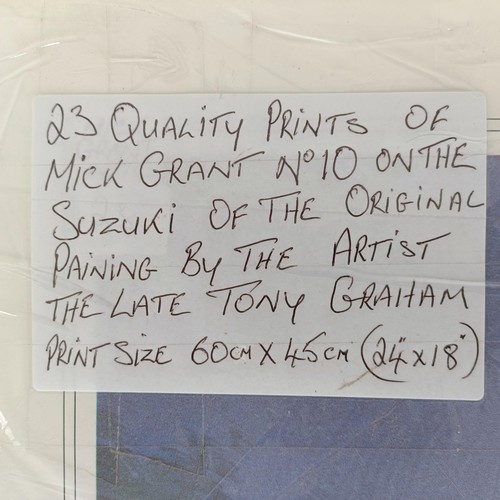 23 QUALITY PRINTS OF
MICK GRANT Nº10 ON THE
SUZUKI OF THE ORIGINAL
PAINING BY THE ARTIST
THE LATE TONY GRAHAM
PRINT SIZE 60CM X 45CM (24" X 18")